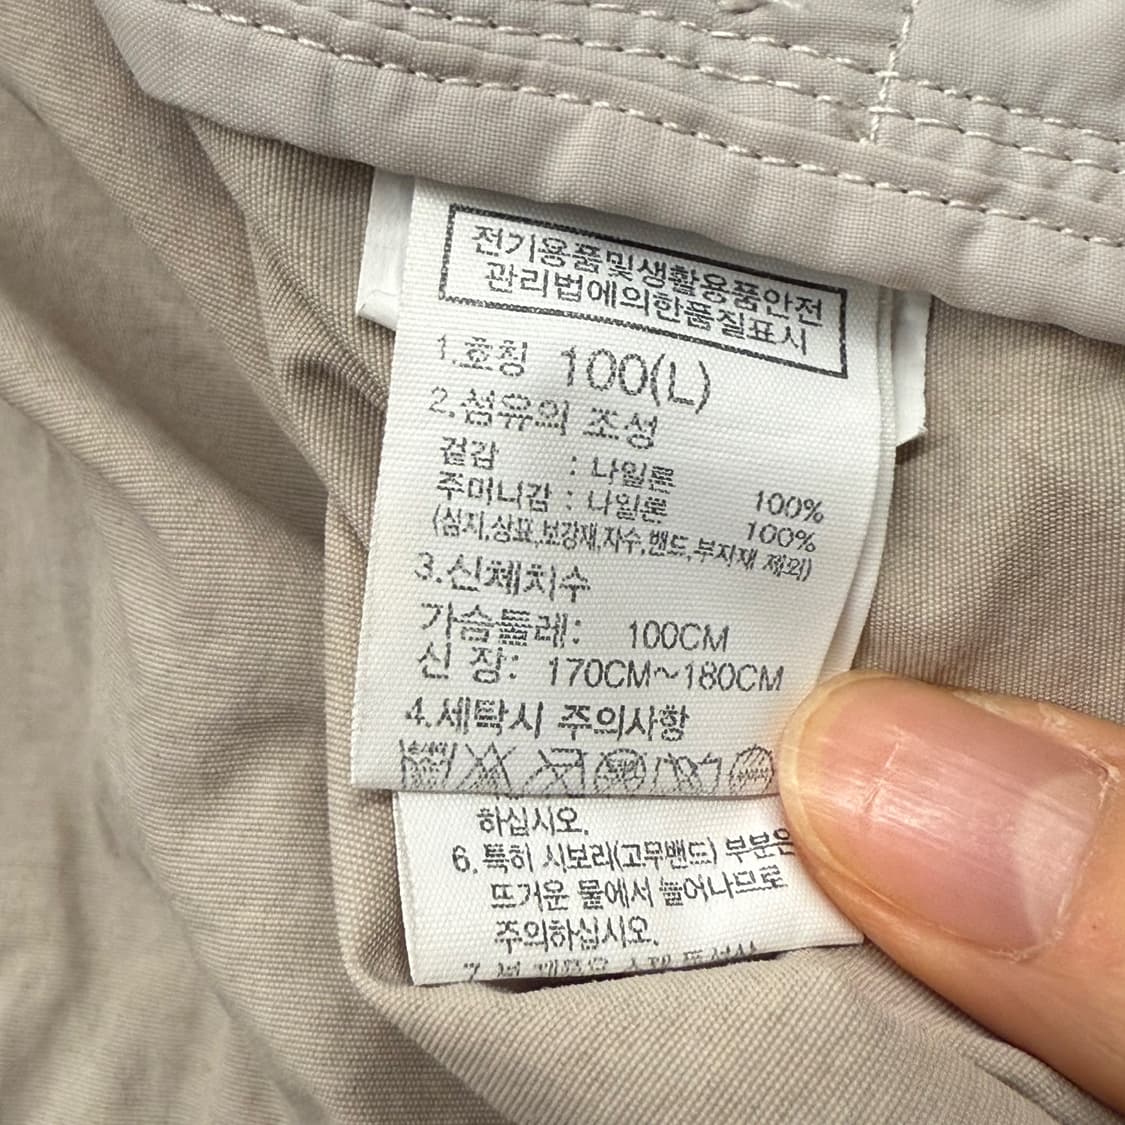 전기용품및생활용품안전
관리법에의한품질표시
1.호칭 100(L)
2.섬유의 조성
겉감 : 나일론 100%
주머니감 : 나일론 100%
(심지,상표,보강재,자수,밴드,부자재 제외)
3.신체치수
가슴둘레: 100CM
신 장: 170CM~180CM
4.세탁시 주의사항
하십시오.
6.특히 시보리(고무밴드) 부분은
뜨거운 물에서 늘어나므로
주의하십시오.
7.